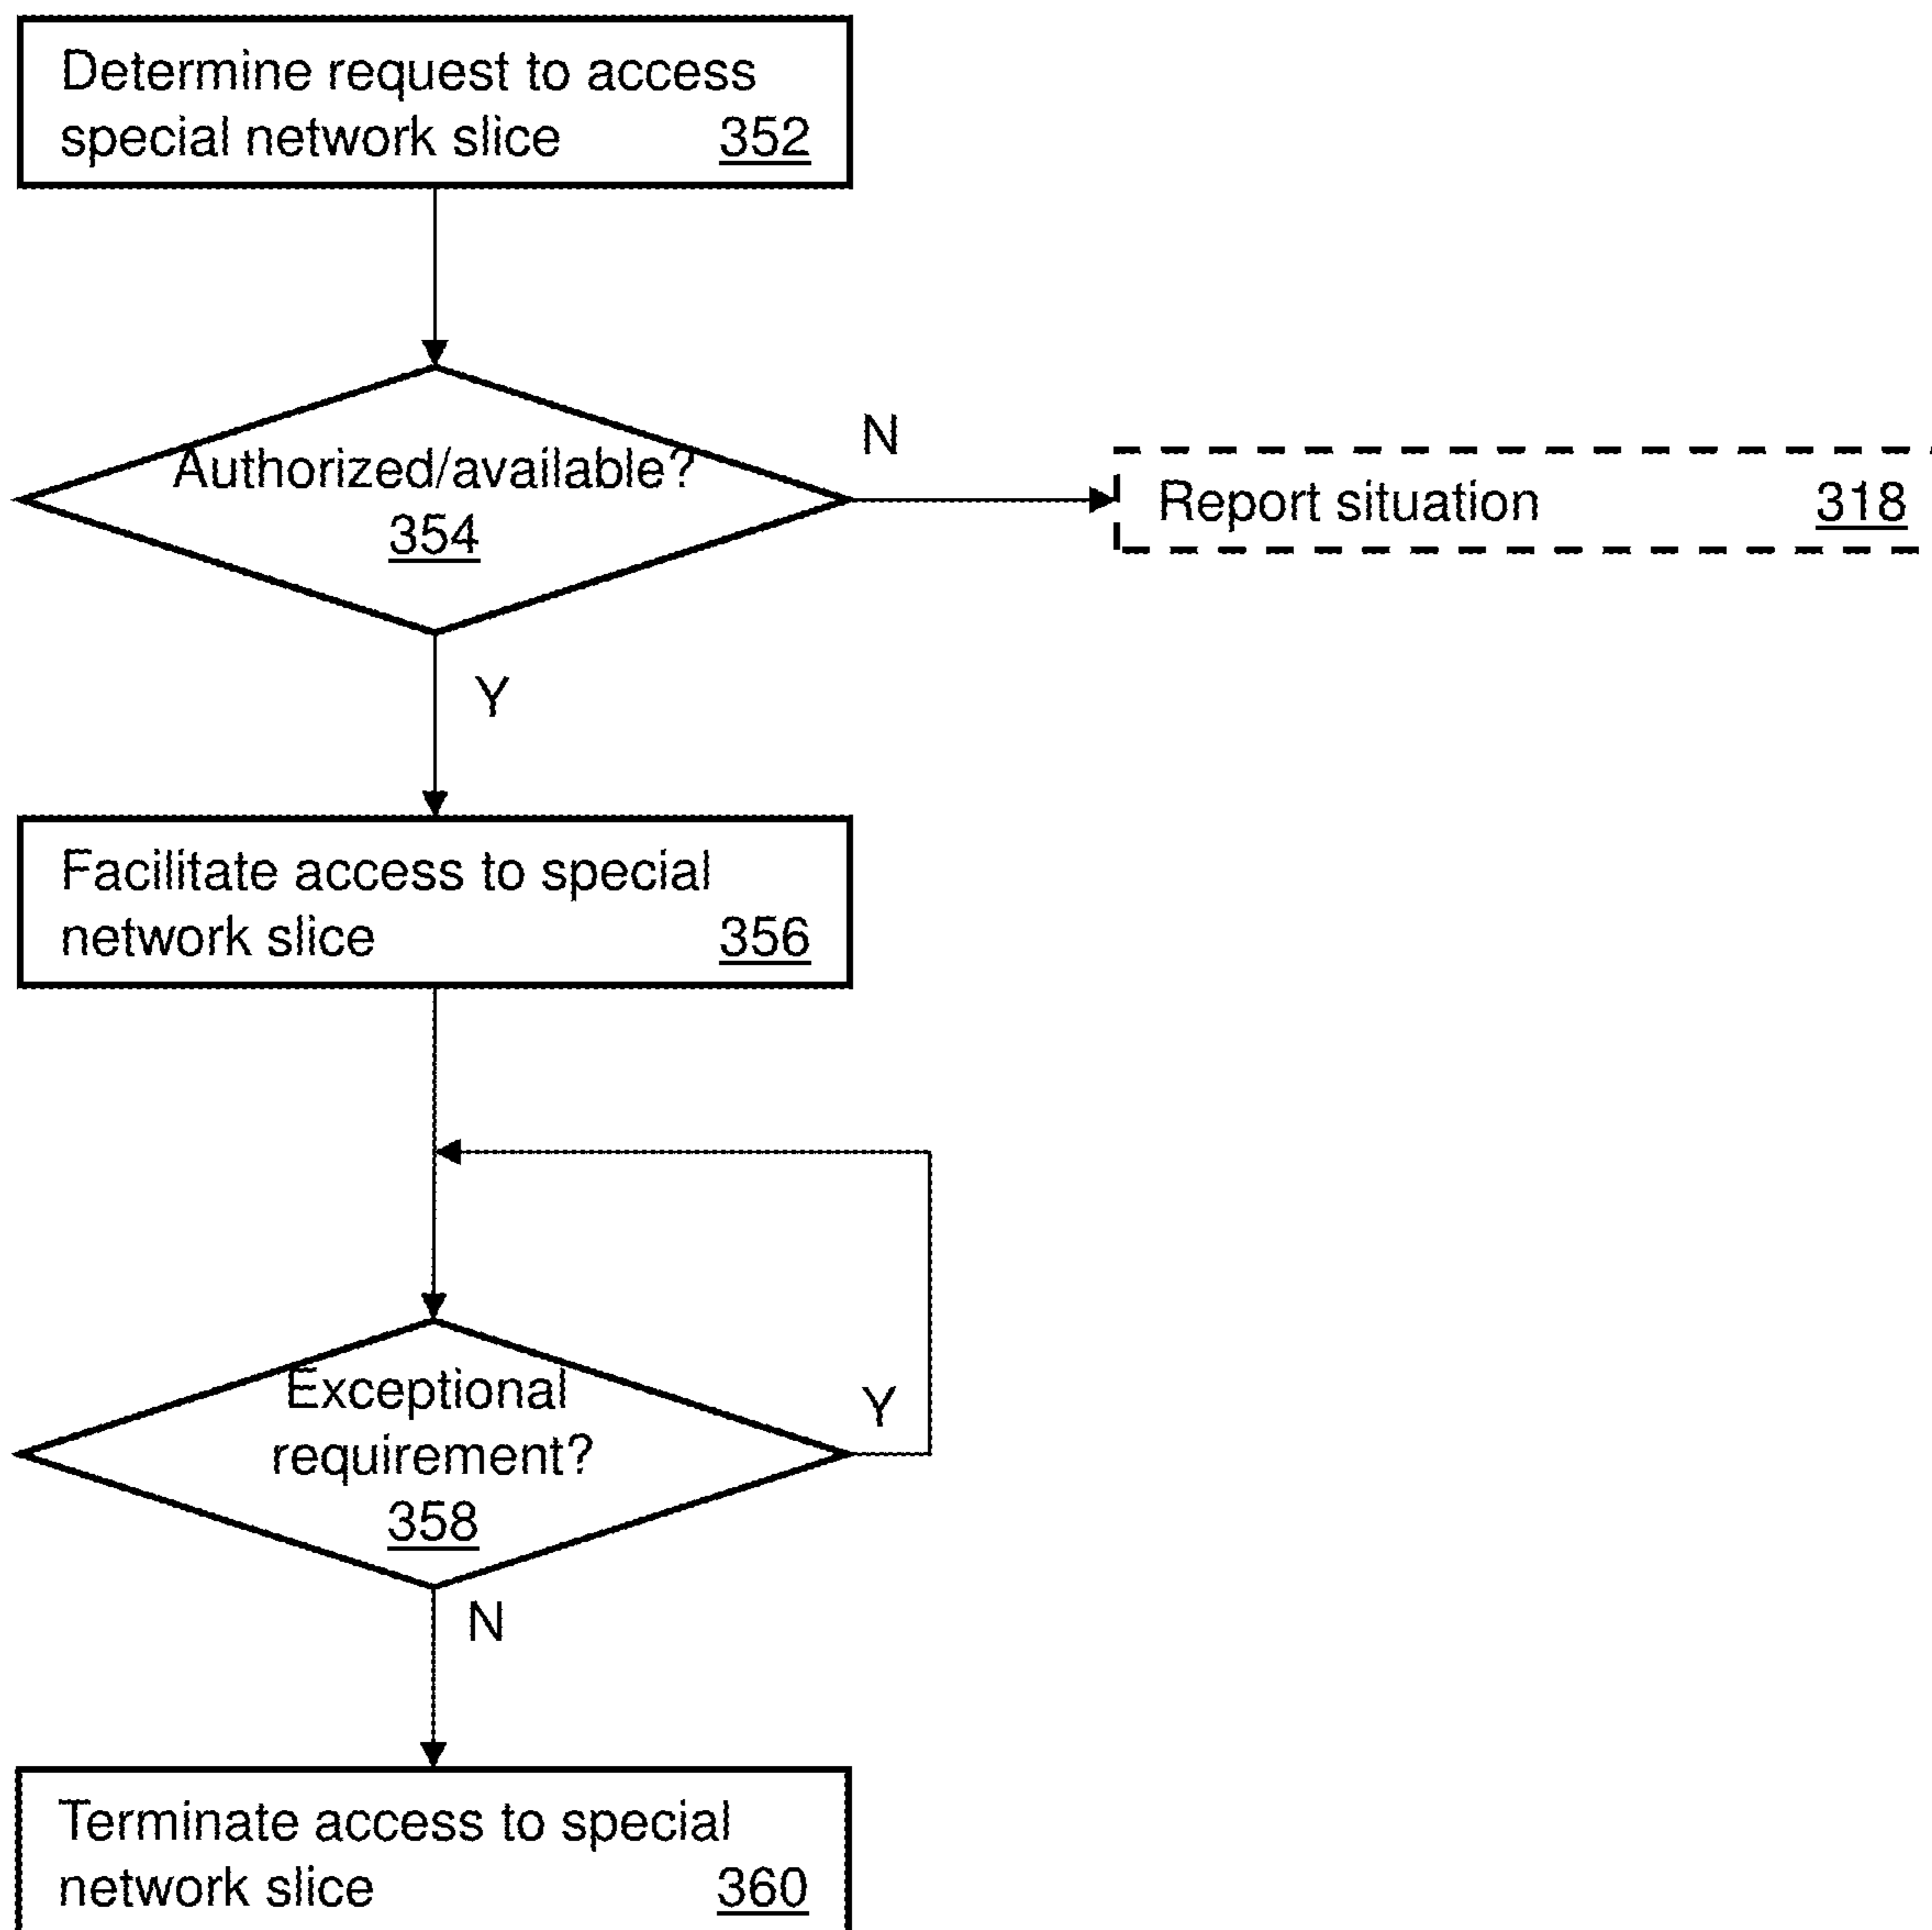 Determine request to access
special network slice 352
Authorized/available?
354
N
Report situation 318
Y
Facilitate access to special
network slice 356
Exceptional
requirement?
358
Y
N
Terminate access to special
network slice 360